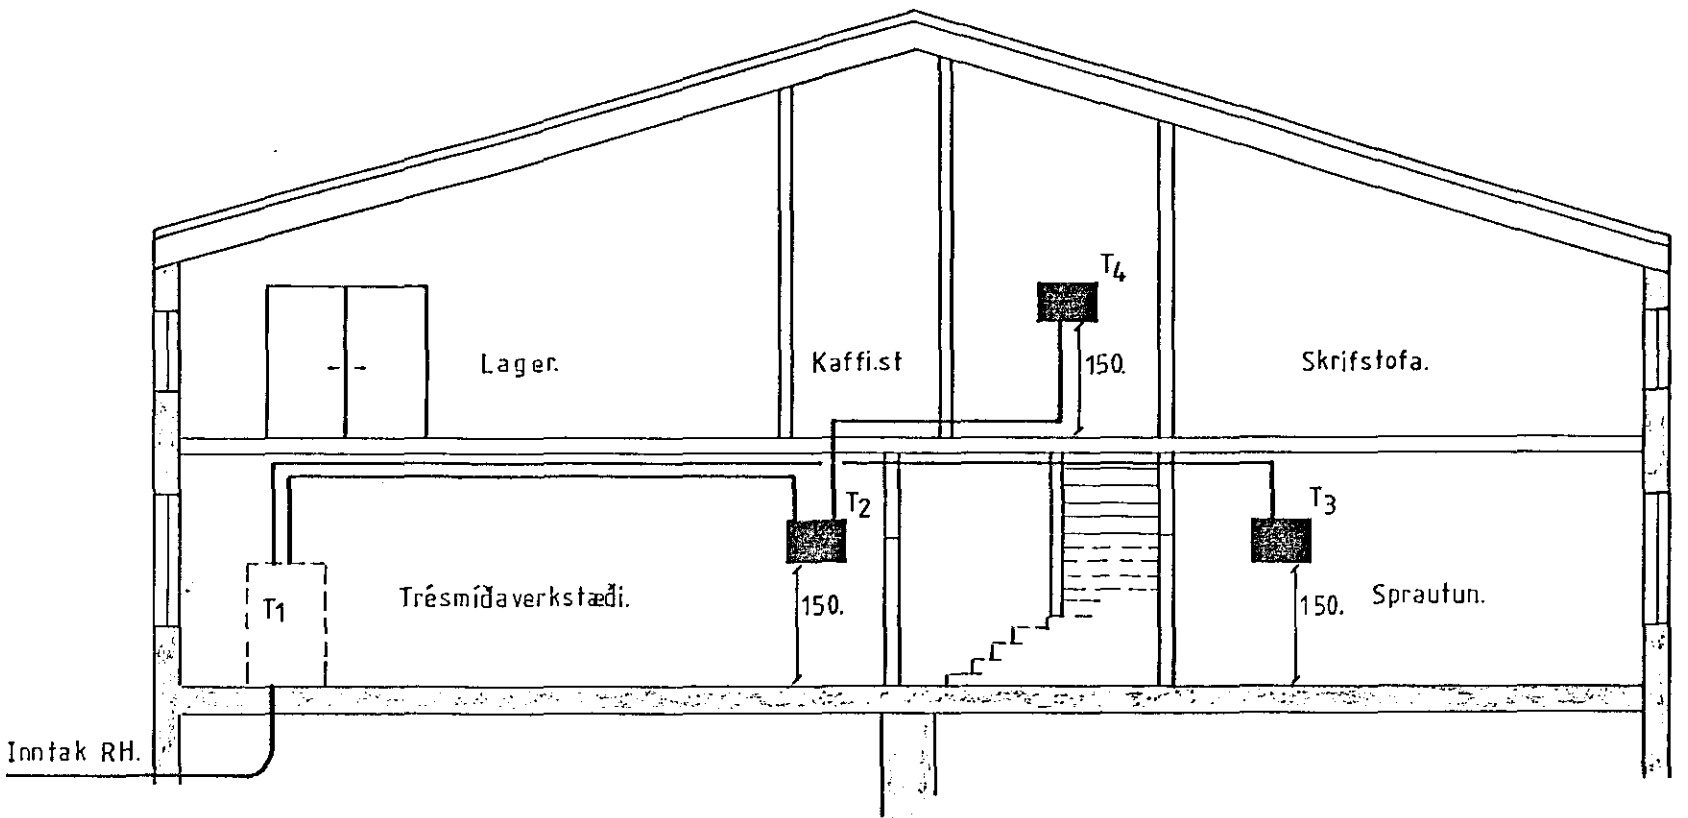 T4
Lager.
Kaffi.st
150.
Skrifstofa.
T2
T3
T1
Trésmíðaverkstæði.
150.
150.
Sprautun.
Inntak RH.